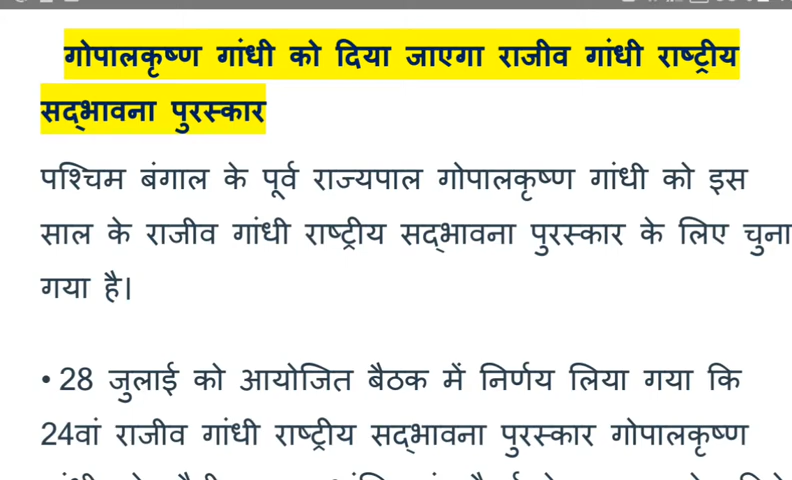 गोपालकृष्ण गांधी को दिया जाएगा राजीव गांधी राष्ट्रीय
सद्भावना पुरस्कार
पश्चिम बंगाल के पूर्व राज्यपाल गोपालकृष्ण गांधी को इस
साल के राजीव गांधी राष्ट्रीय सद्भावना पुरस्कार के लिए चुना
गया है।
• 28 जुलाई को आयोजित बैठक में निर्णय लिया गया कि
24वां राजीव गांधी राष्ट्रीय सद्भावना पुरस्कार गोपालकृष्ण